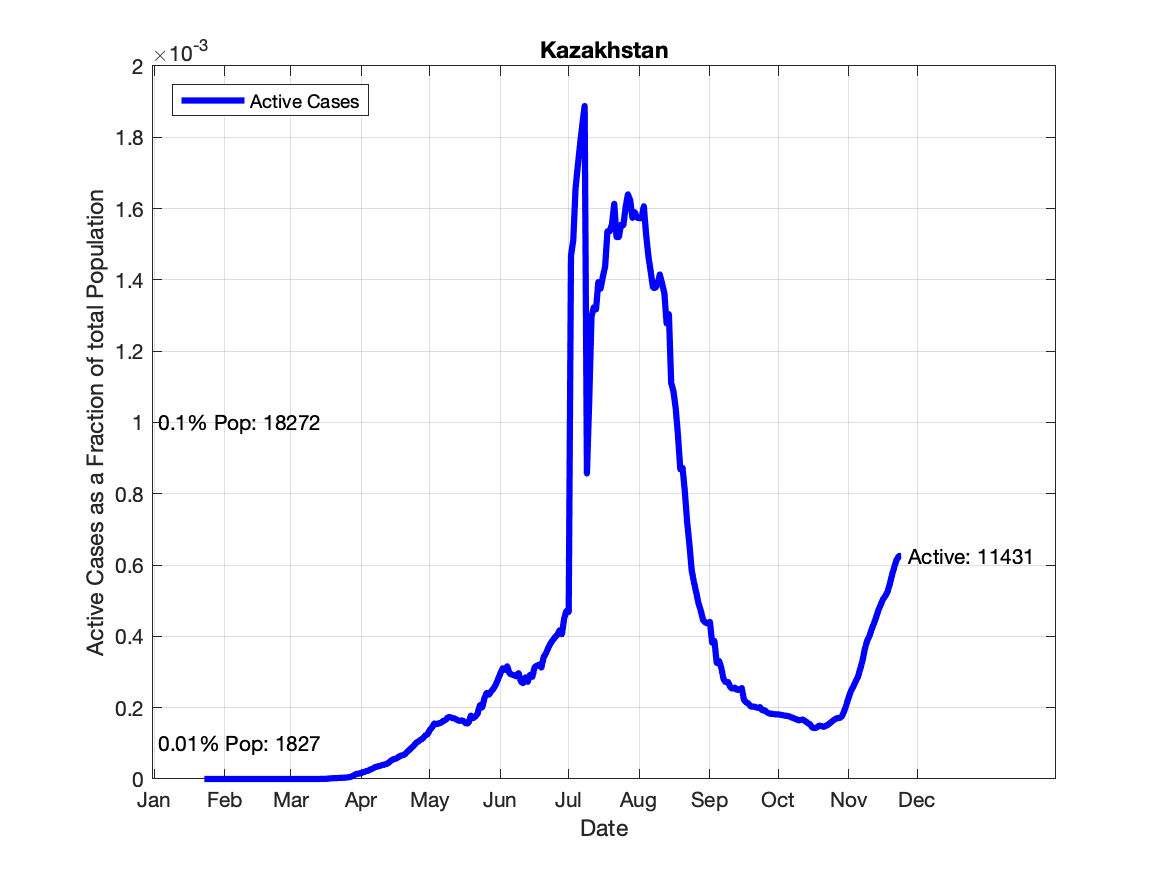 Kazakhstan
×10-3
2
1.8
1.6
1.4
1.2
1
0.8
0.6
0.4
0.2
0
Active Cases
0.1% Pop: 18272
0.01% Pop: 1827
Active: 11431
Active Cases as a Fraction of total Population
Jan Feb Mar Apr May Jun Jul Aug Sep Oct Nov Dec
Date